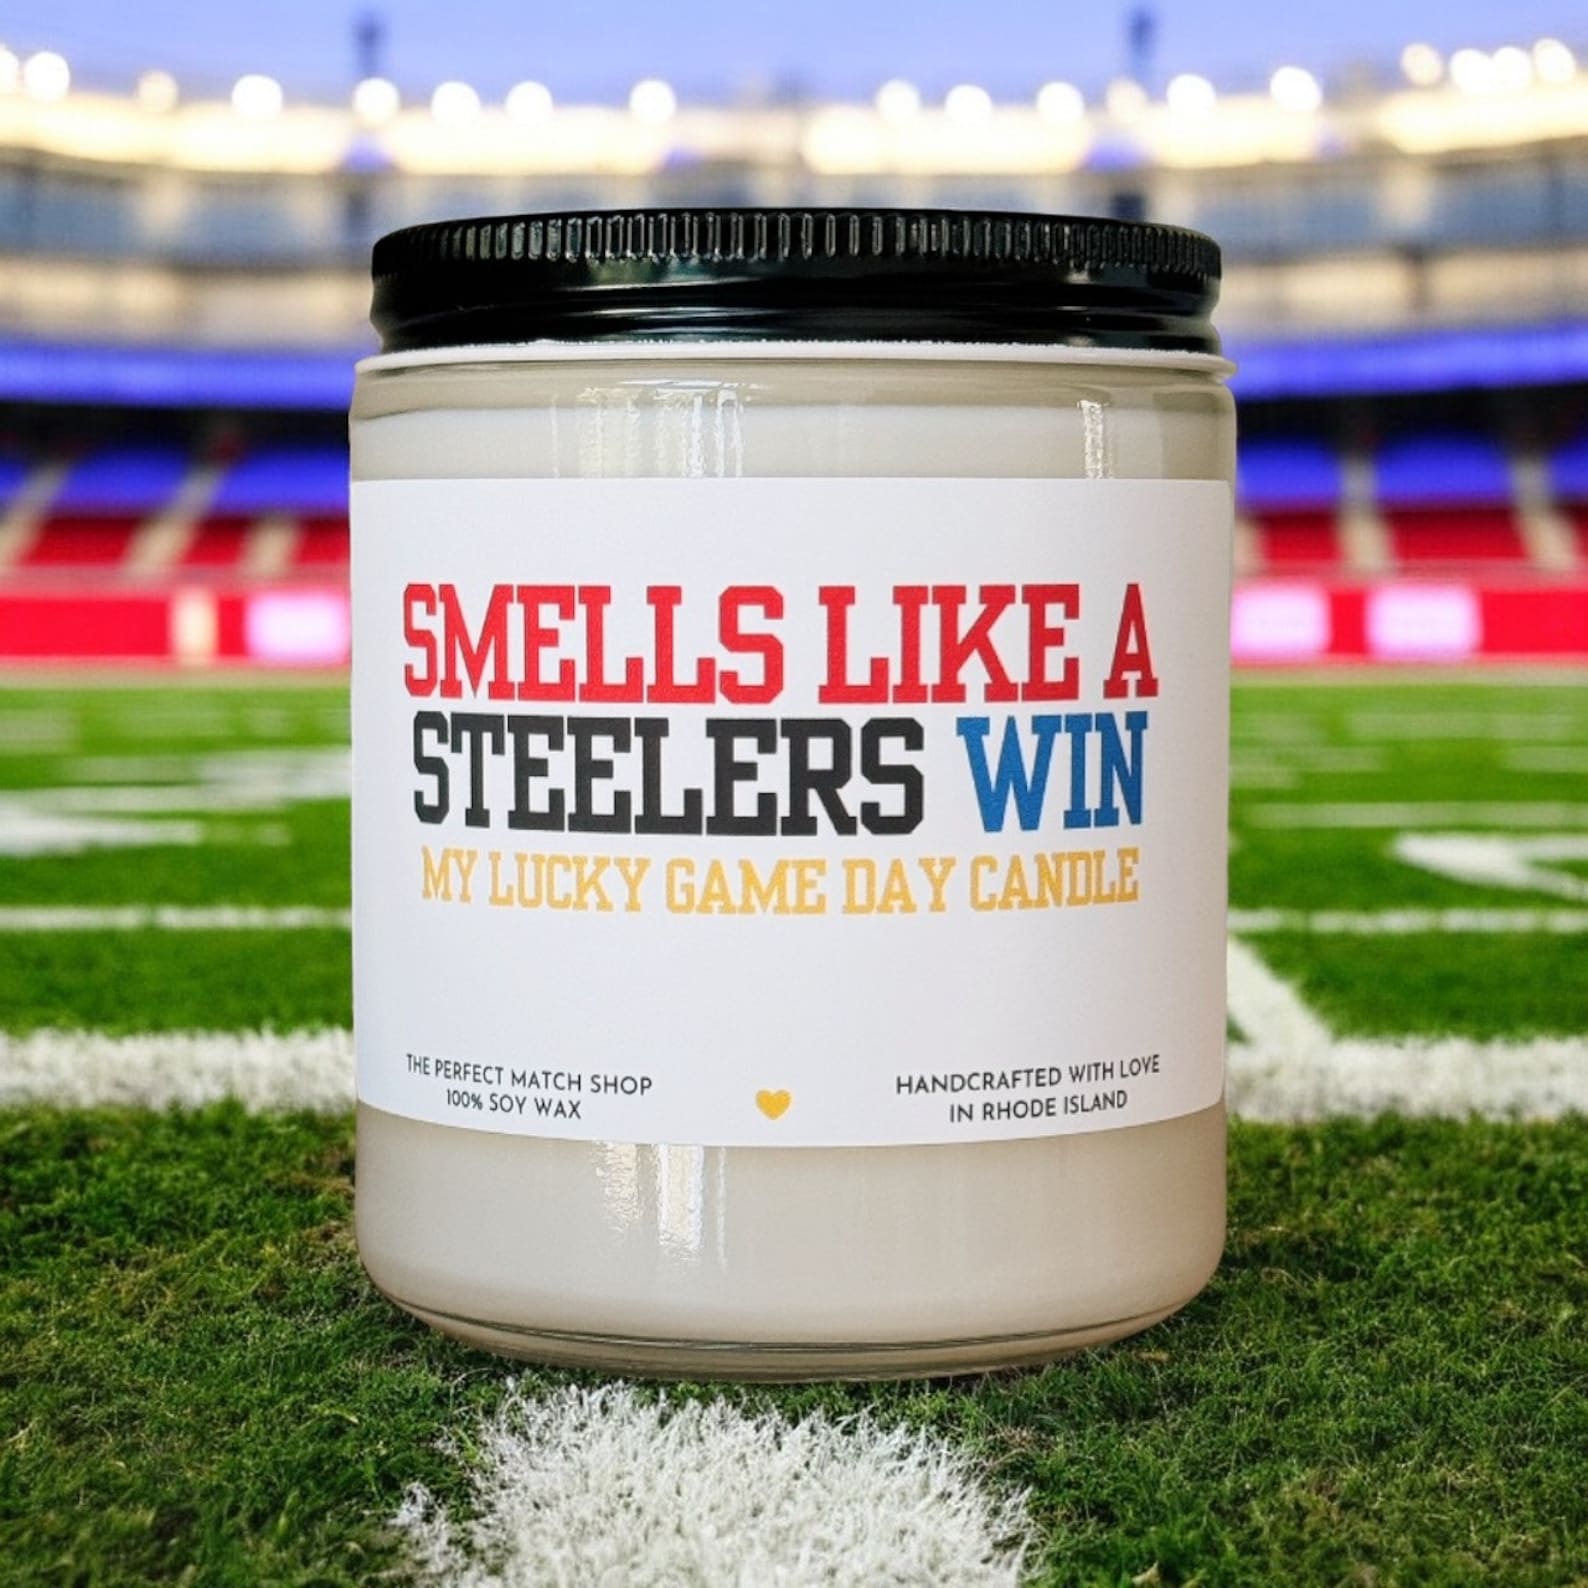 SMELLS LIKE A
STEELERS WIN
MY LUCKY GAME DAY CANDLE
THE PERFECT MATCH SHOP
100% SOY WAX
HANDCRAFTED WITH LOVE
IN RHODE ISLAND